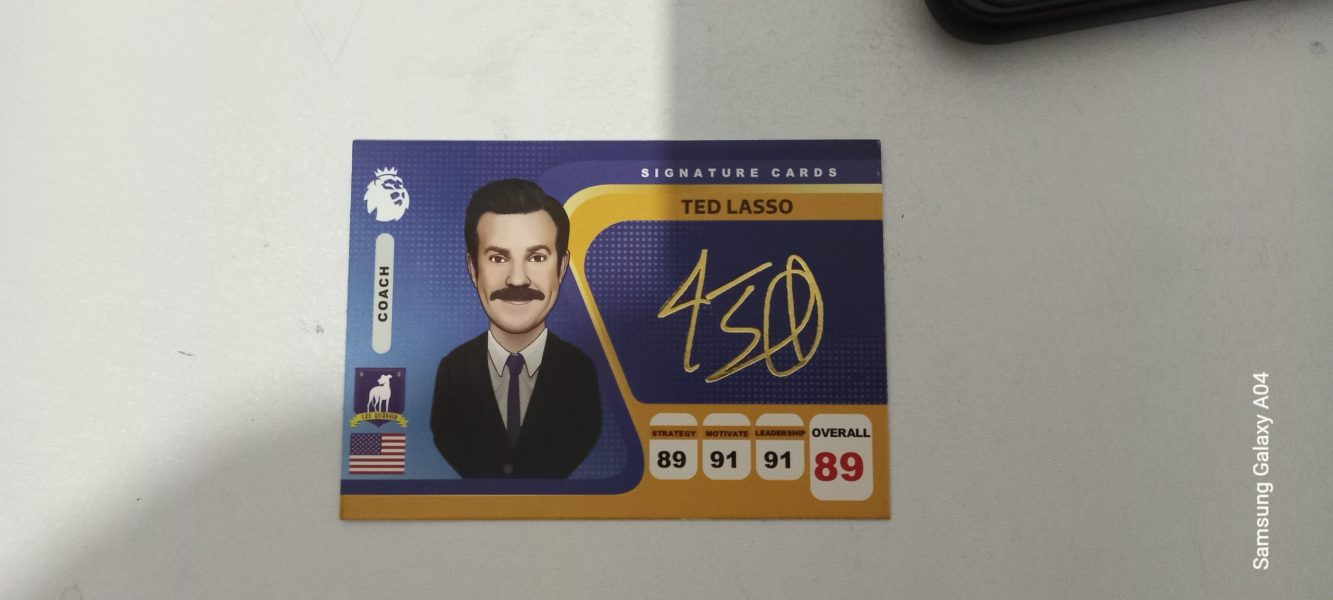 SIGNATURE CARDS
TED LASSO
COACH
STRATEGY
89
MOTIVATE
91
LEADERSHIP
91
OVERALL
89
Samsung Galaxy A04